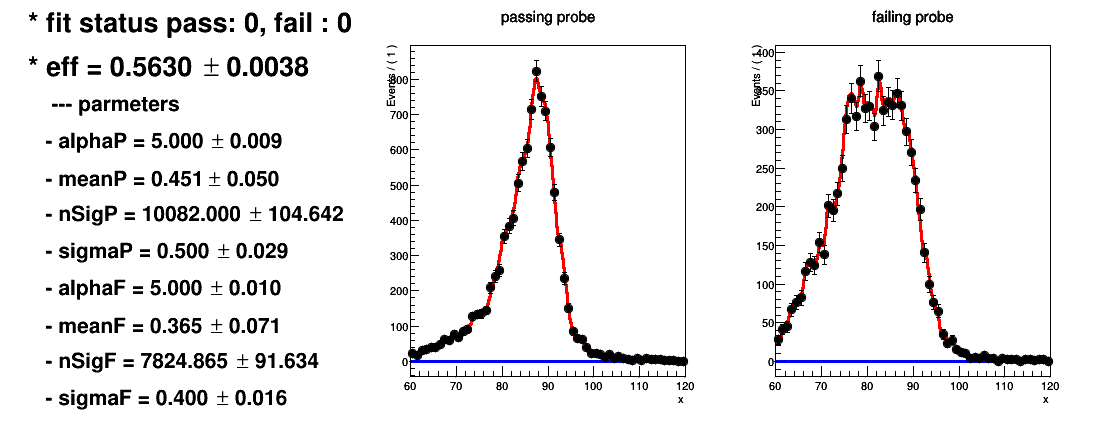 * fit status pass: 0, fail : 0
* eff = 0.5630 ± 0.0038
--- parmeters
- alphaP = 5.000 ± 0.009
- meanP = 0.451 ± 0.050
- nSigP = 10082.000 ± 104.642
- sigmaP = 0.500 ± 0.029
- alphaF = 5.000 ± 0.010
- meanF = 0.365 ± 0.071
- nSigF = 7824.865 ± 91.634
- sigmaF = 0.400 ± 0.016
passing probe
Events / ( 1 )
800
700
600
500
400
300
200
100
0
60 70 80 90 100 110 120
x
failing probe
Events / ( 1 )
400
350
300
250
200
150
100
50
0
60 70 80 90 100 110 120
x